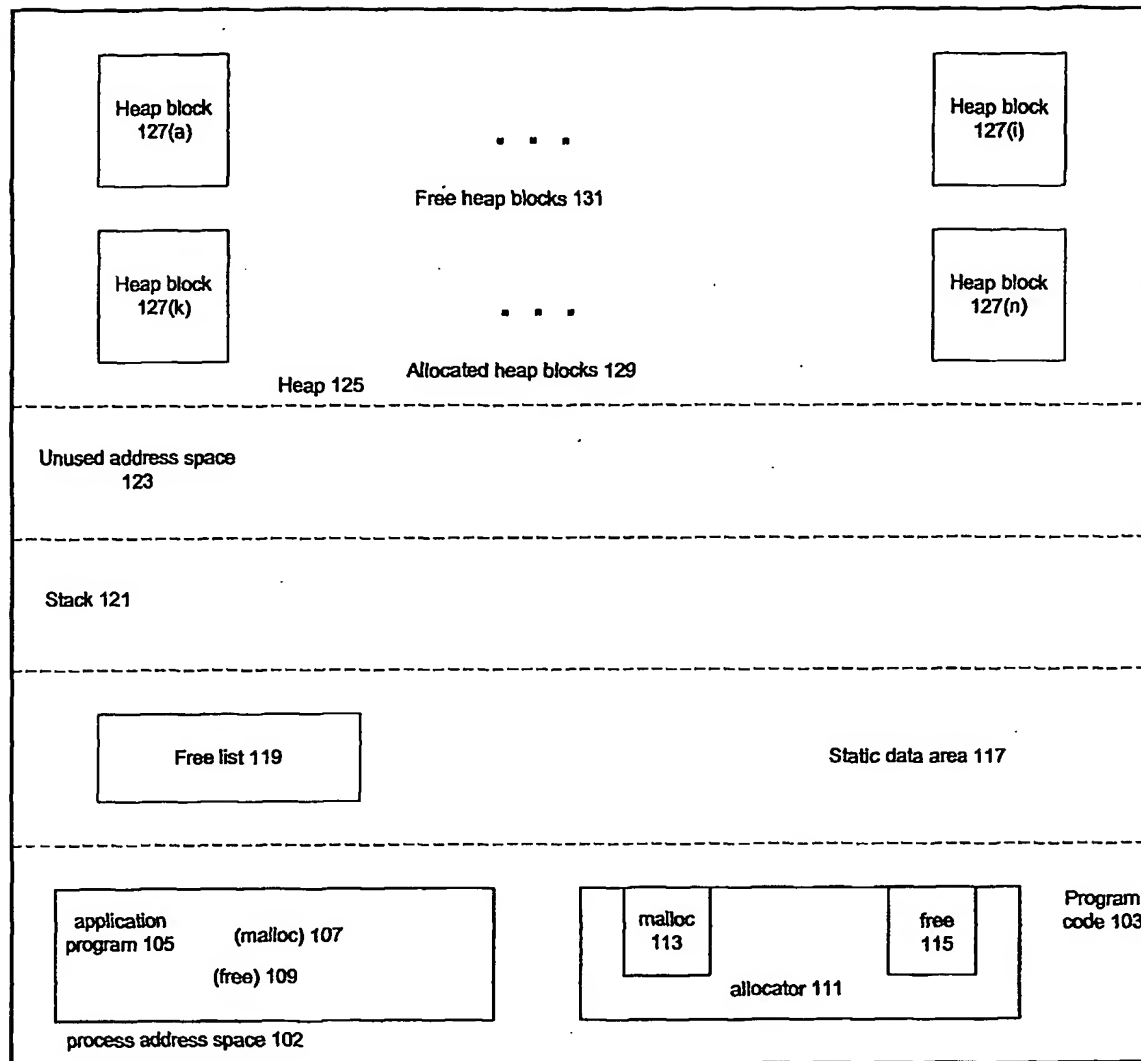 Heap block
127(a)
. . .
Heap block
127(i)
Free heap blocks 131
Heap block
127(k)
. . .
Heap block
127(n)
Allocated heap blocks 129
Heap 125
Unused address space
123
Stack 121
Free list 119
Static data area 117
application
program 105
(malloc) 107
(free) 109
malloc
113
free
115
allocator 111
Program
code 103
process address space 102